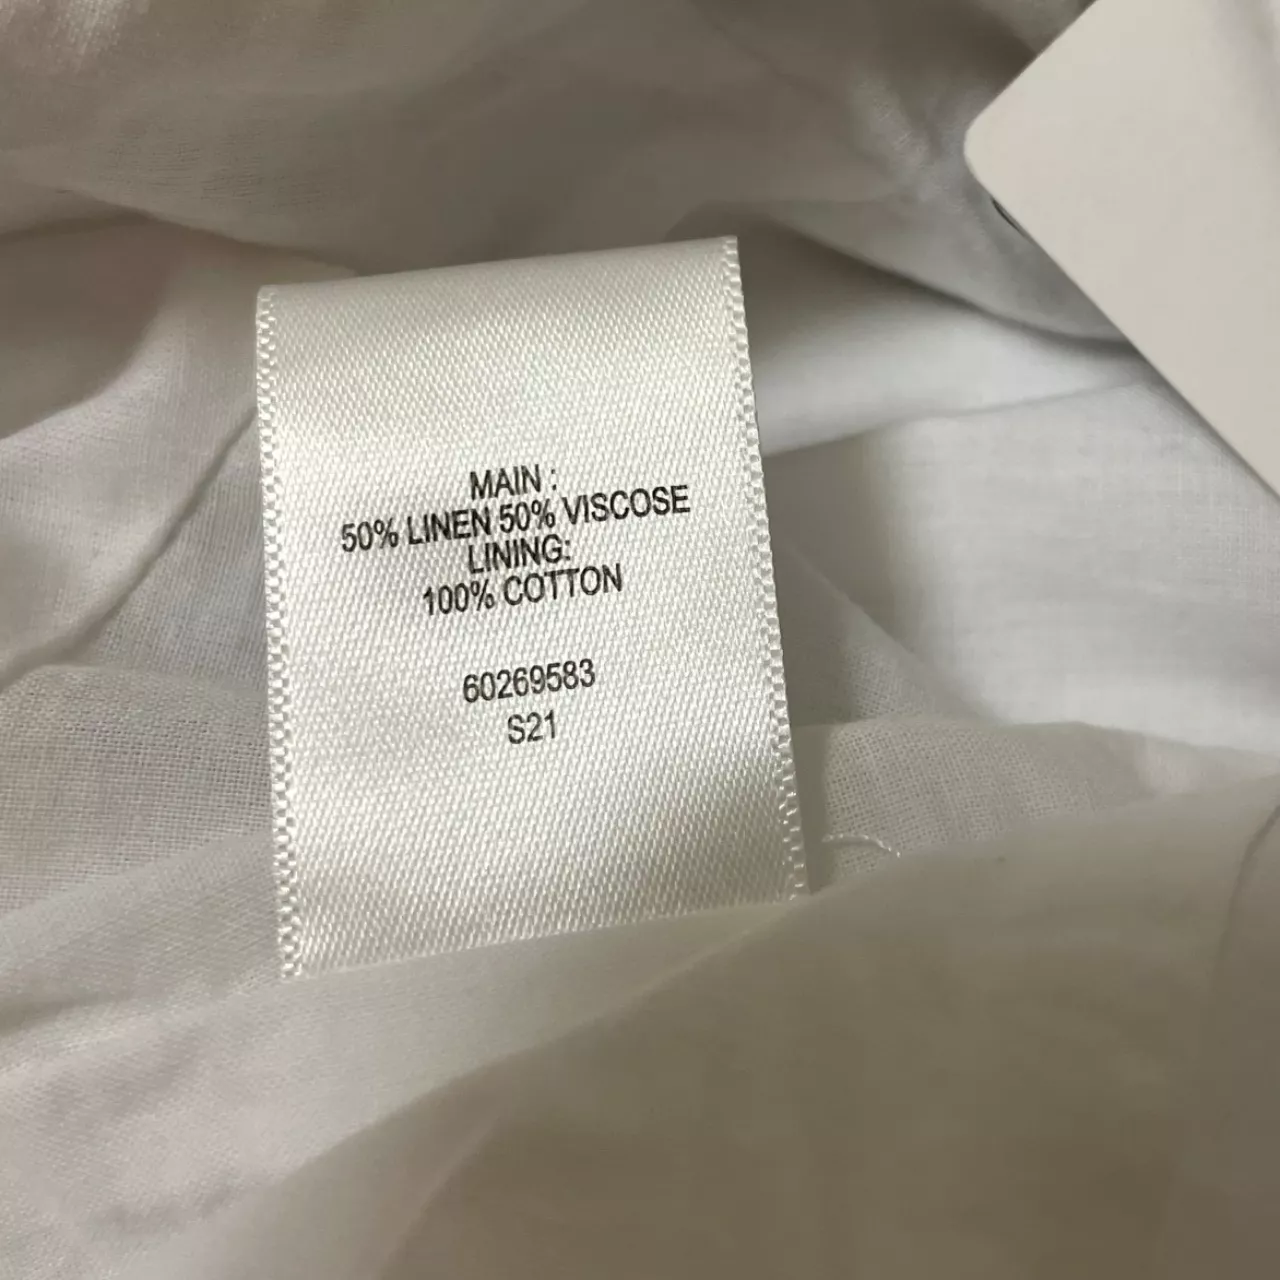 MAIN :
50% LINEN 50% VISCOSE
LINING:
100% COTTON
60269583
S21